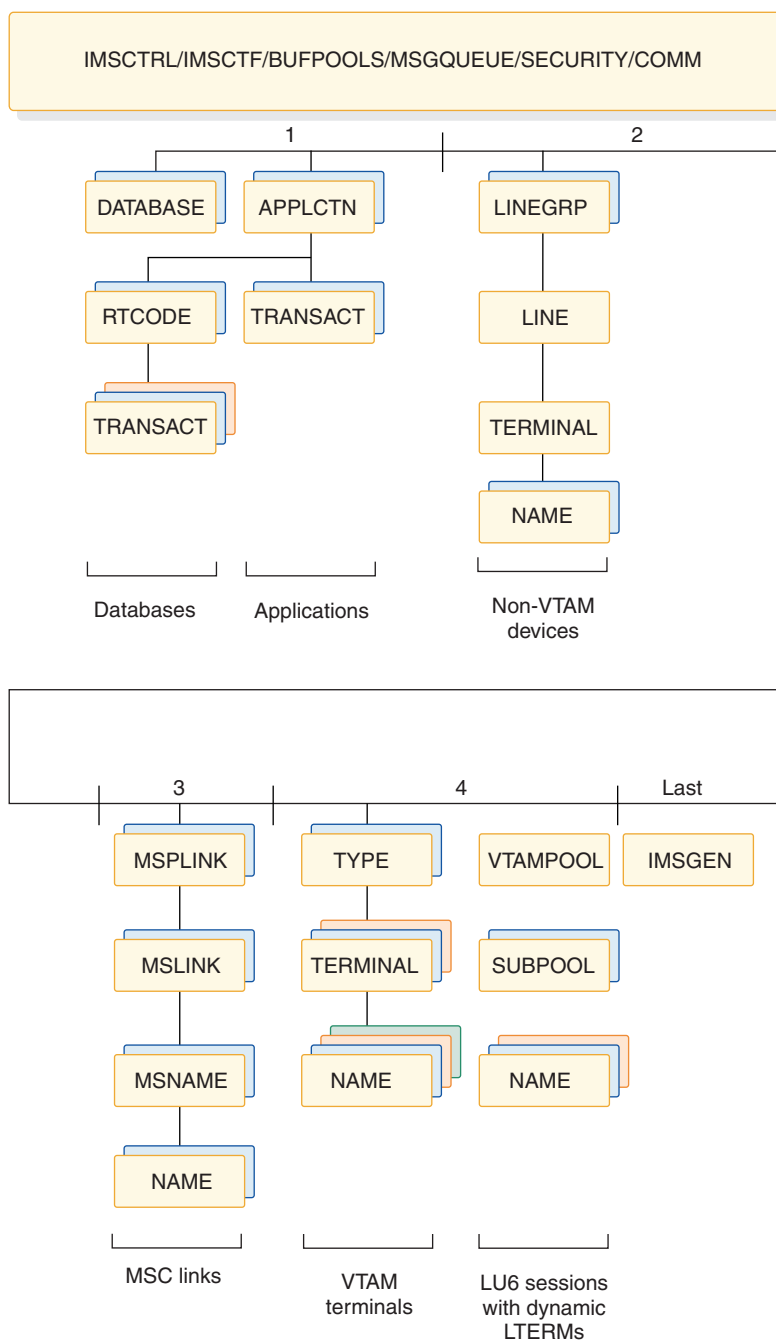 IMSCTRL/IMSCTF/BUFPOOLS/MSGQUEUE/SECURITY/COMM
1 2
DATABASE APPLCTN LINEGRP
RTCODE TRANSACT LINE
TRANSACT TERMINAL
NAME
Databases Applications Non-VTAM
devices
3 4 Last
MSPLINK TYPE VTAMPOOL IMSGEN
MSLINK TERMINAL SUBPOOL
MSNAME NAME NAME
NAME
MSC links VTAM
terminals
LU6 sessions
with dynamic
LTERMs